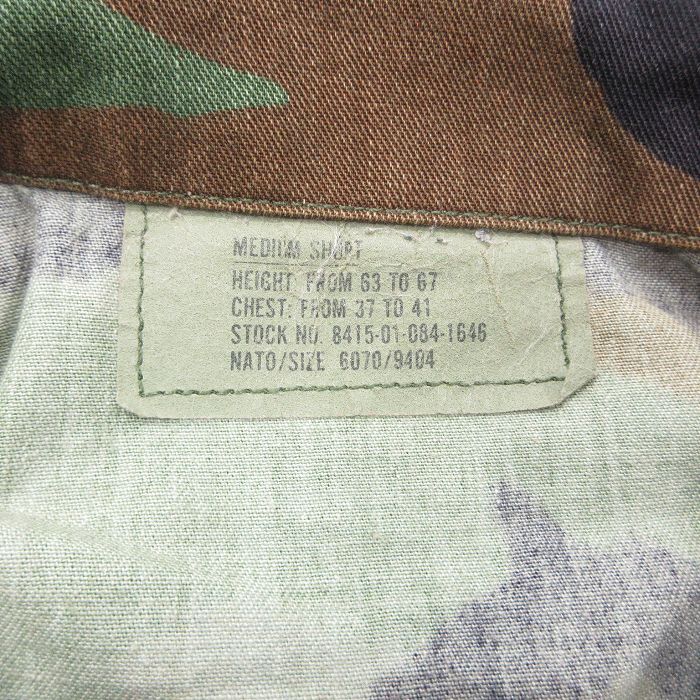 MEDIUM SHORT
HEIGHT: FROM 63 TO 67
CHEST: FROM 37 TO 41
STOCK NO. 8415-01-084-1646
NATO/SIZE 6070/9404